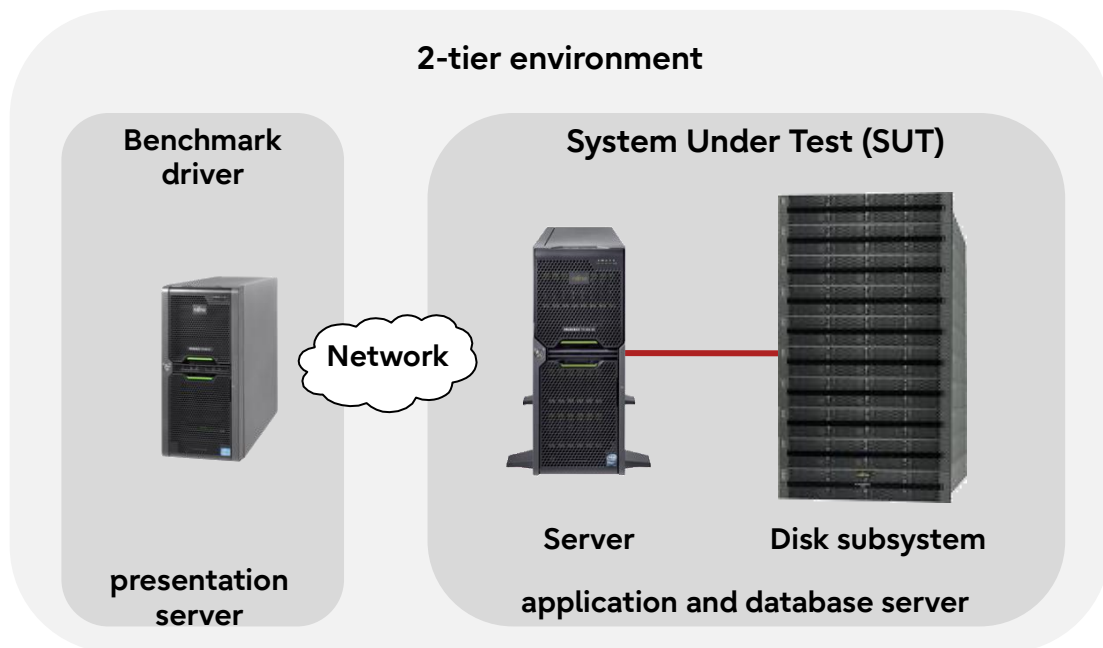 2-tier environment
Benchmark
driver
System Under Test (SUT)
Network
Server
Disk subsystem
presentation
server
application and database server